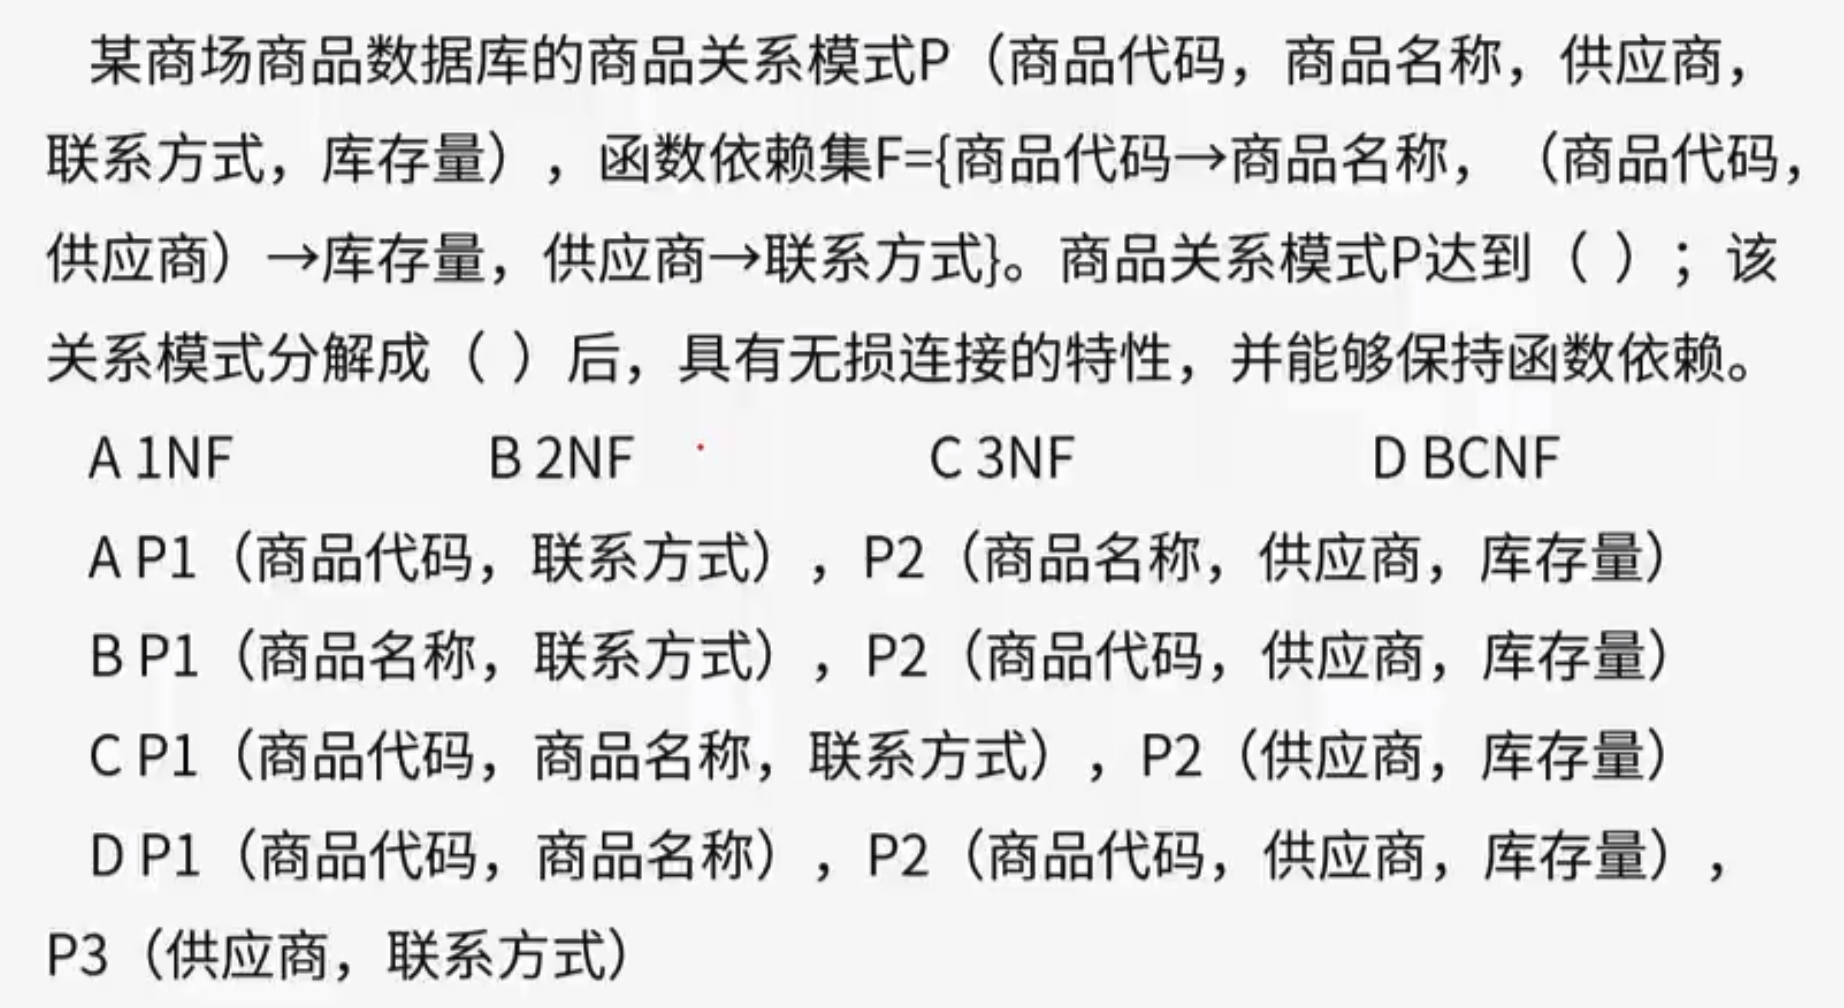 某商场商品数据库的商品关系模式P（商品代码，商品名称，供应商，
联系方式，库存量），函数依赖集F={商品代码→商品名称，（商品代码，
供应商）→库存量，供应商→联系方式}。商品关系模式P达到（ ）；该
关系模式分解成（ ）后，具有无损连接的特性，并能够保持函数依赖。
A 1NF B 2NF C 3NF D BCNF
A P1（商品代码，联系方式），P2（商品名称，供应商，库存量）
B P1（商品名称，联系方式），P2（商品代码，供应商，库存量）
C P1（商品代码，商品名称，联系方式），P2（供应商，库存量）
D P1（商品代码，商品名称），P2（商品代码，供应商，库存量），
P3（供应商，联系方式）